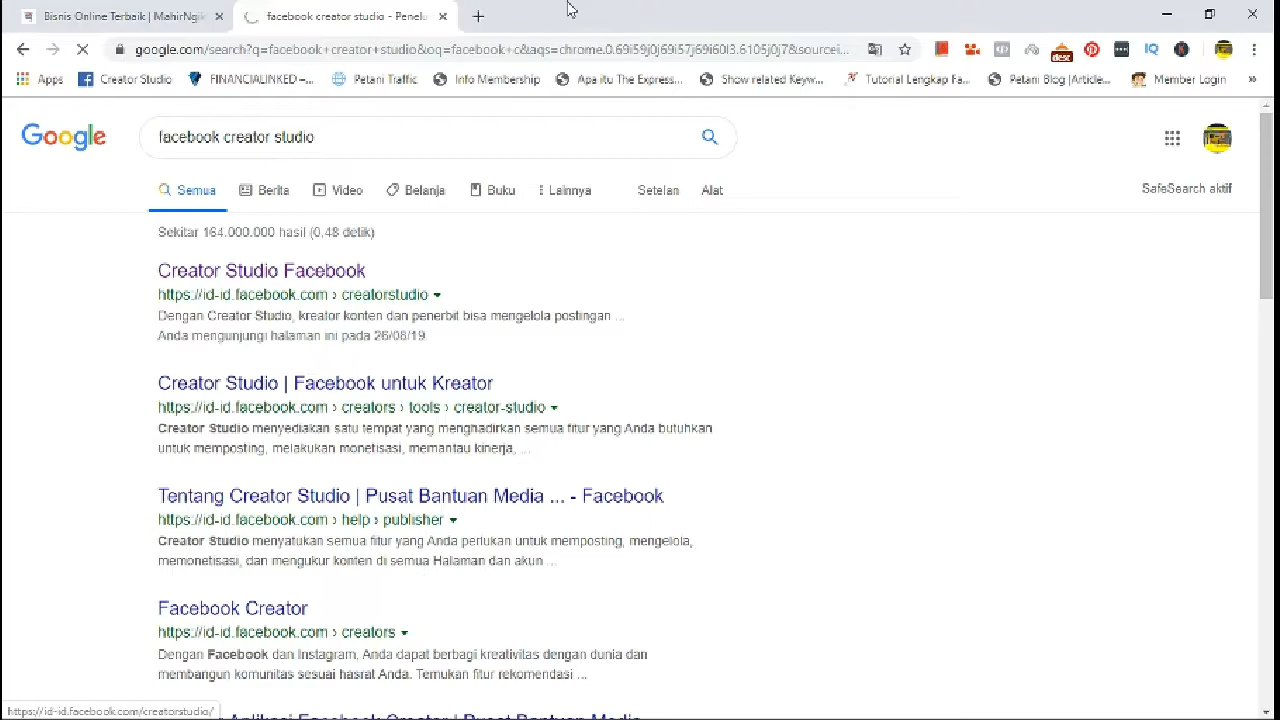 Bisnis Online Terbaik | MahirNgik
facebook creator studio - Penelu
google.com/search?q=facebook+creator+studio&oq=facebook+c&aqs=chrome.0.69i59j0j69i57j69i60l3.6105j0j7&sourcei...
Apps
Creator Studio
FINANCIALINKED –...
Petani Traffic
Info Membership
Apa itu The Express...
Show related Keyw...
Tutorial Lengkap Fa...
Petani Blog |Article...
Member Login
»
Google
facebook creator studio
Semua
Berita
Video
Belanja
Buku
Lainnya
Setelan
Alat
SafeSearch aktif
Sekitar 164.000.000 hasil (0,48 detik)
Creator Studio Facebook
https://id-id.facebook.com › creatorstudio
Dengan Creator Studio, kreator konten dan penerbit bisa mengelola postingan ...
Anda mengunjungi halaman ini pada 26/08/19.
Creator Studio | Facebook untuk Kreator
https://id-id.facebook.com › creators › tools › creator-studio
Creator Studio menyediakan satu tempat yang menghadirkan semua fitur yang Anda butuhkan
untuk memposting, melakukan monetisasi, memantau kinerja, ...
Tentang Creator Studio | Pusat Bantuan Media ... - Facebook
https://id-id.facebook.com › help › publisher
Creator Studio menyatukan semua fitur yang Anda perlukan untuk memposting, mengelola,
memonetisasi, dan mengukur konten di semua Halaman dan akun ...
Facebook Creator
https://id-id.facebook.com › creators
Dengan Facebook dan Instagram, Anda dapat berbagi kreativitas dengan dunia dan
membangun komunitas sesuai hasrat Anda. Temukan fitur rekomendasi ...
Aplikasi Facebook Creator | Pusat Bantuan Media
https://id-id.facebook.com/creatorstudio/